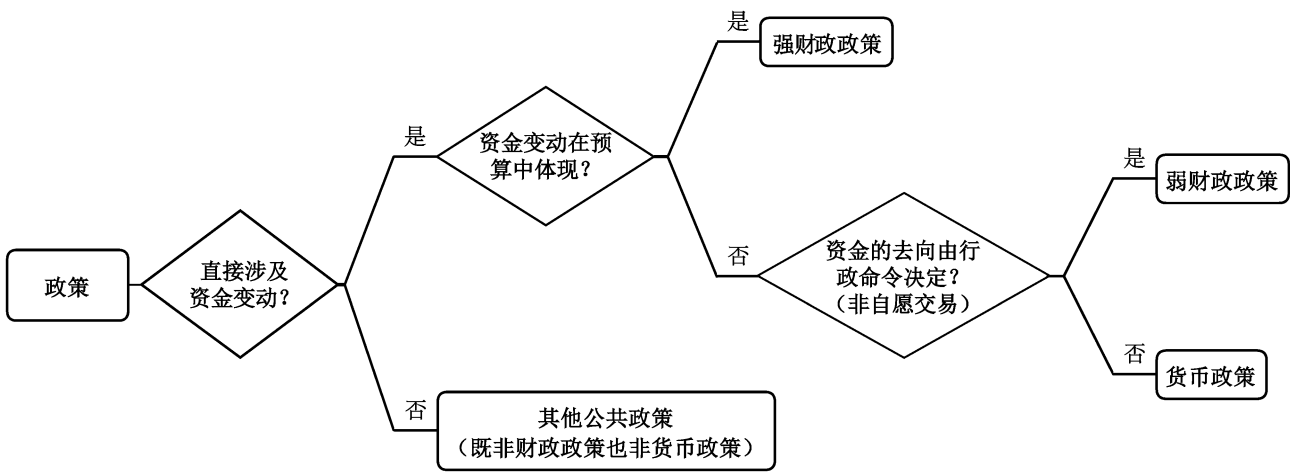 政策
直接涉及
资金变动？
是
资金变动在预
算中体现？
是
强财政政策
否
资金的去向由行
政命令决定？
（非自愿交易）
是
弱财政政策
否
货币政策
否
其他公共政策
（既非财政政策也非货币政策）